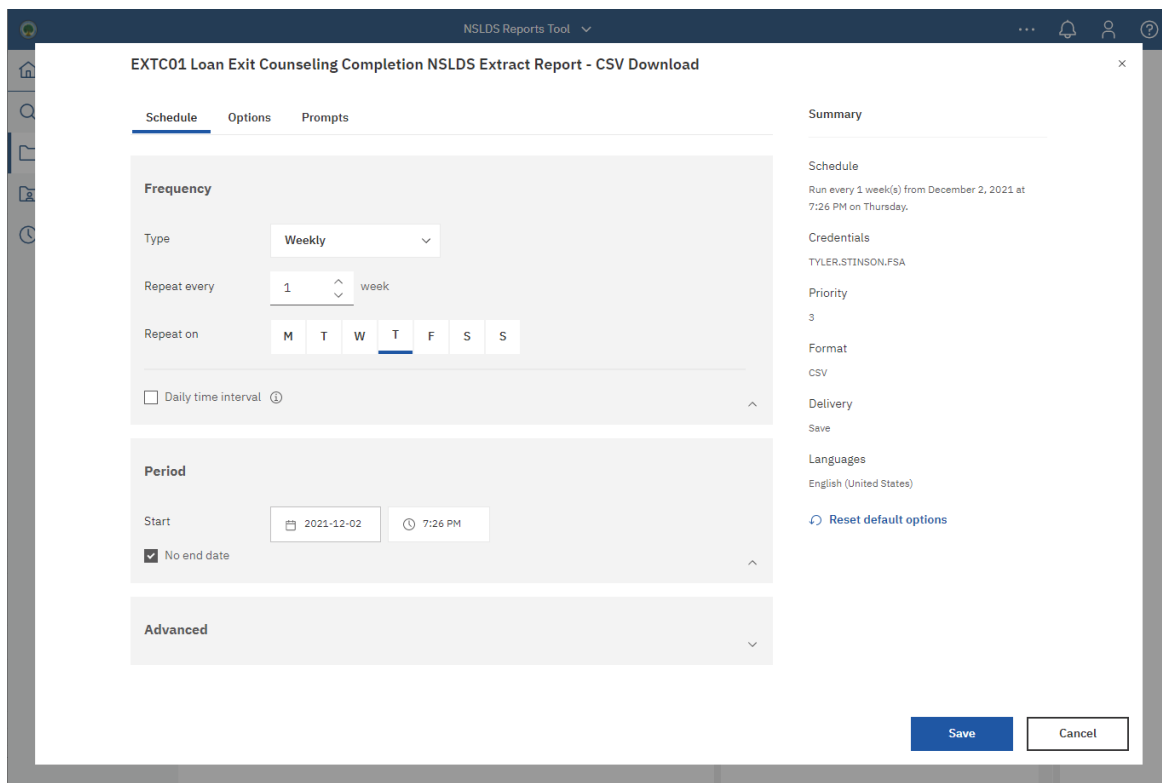 NSLDS Reports Tool
EXTC01 Loan Exit Counseling Completion NSLDS Extract Report - CSV Download
Schedule Options Prompts
Frequency
Type Weekly
Repeat every 1 week
Repeat on M T W T F S S
Daily time interval
Period
Start 2021-12-02 7:26 PM
No end date
Advanced
Summary
Schedule
Run every 1 week(s) from December 2, 2021 at
7:26 PM on Thursday.
Credentials
TYLER.STINSON.FSA
Priority
3
Format
CSV
Delivery
Save
Languages
English (United States)
Reset default options
Save Cancel